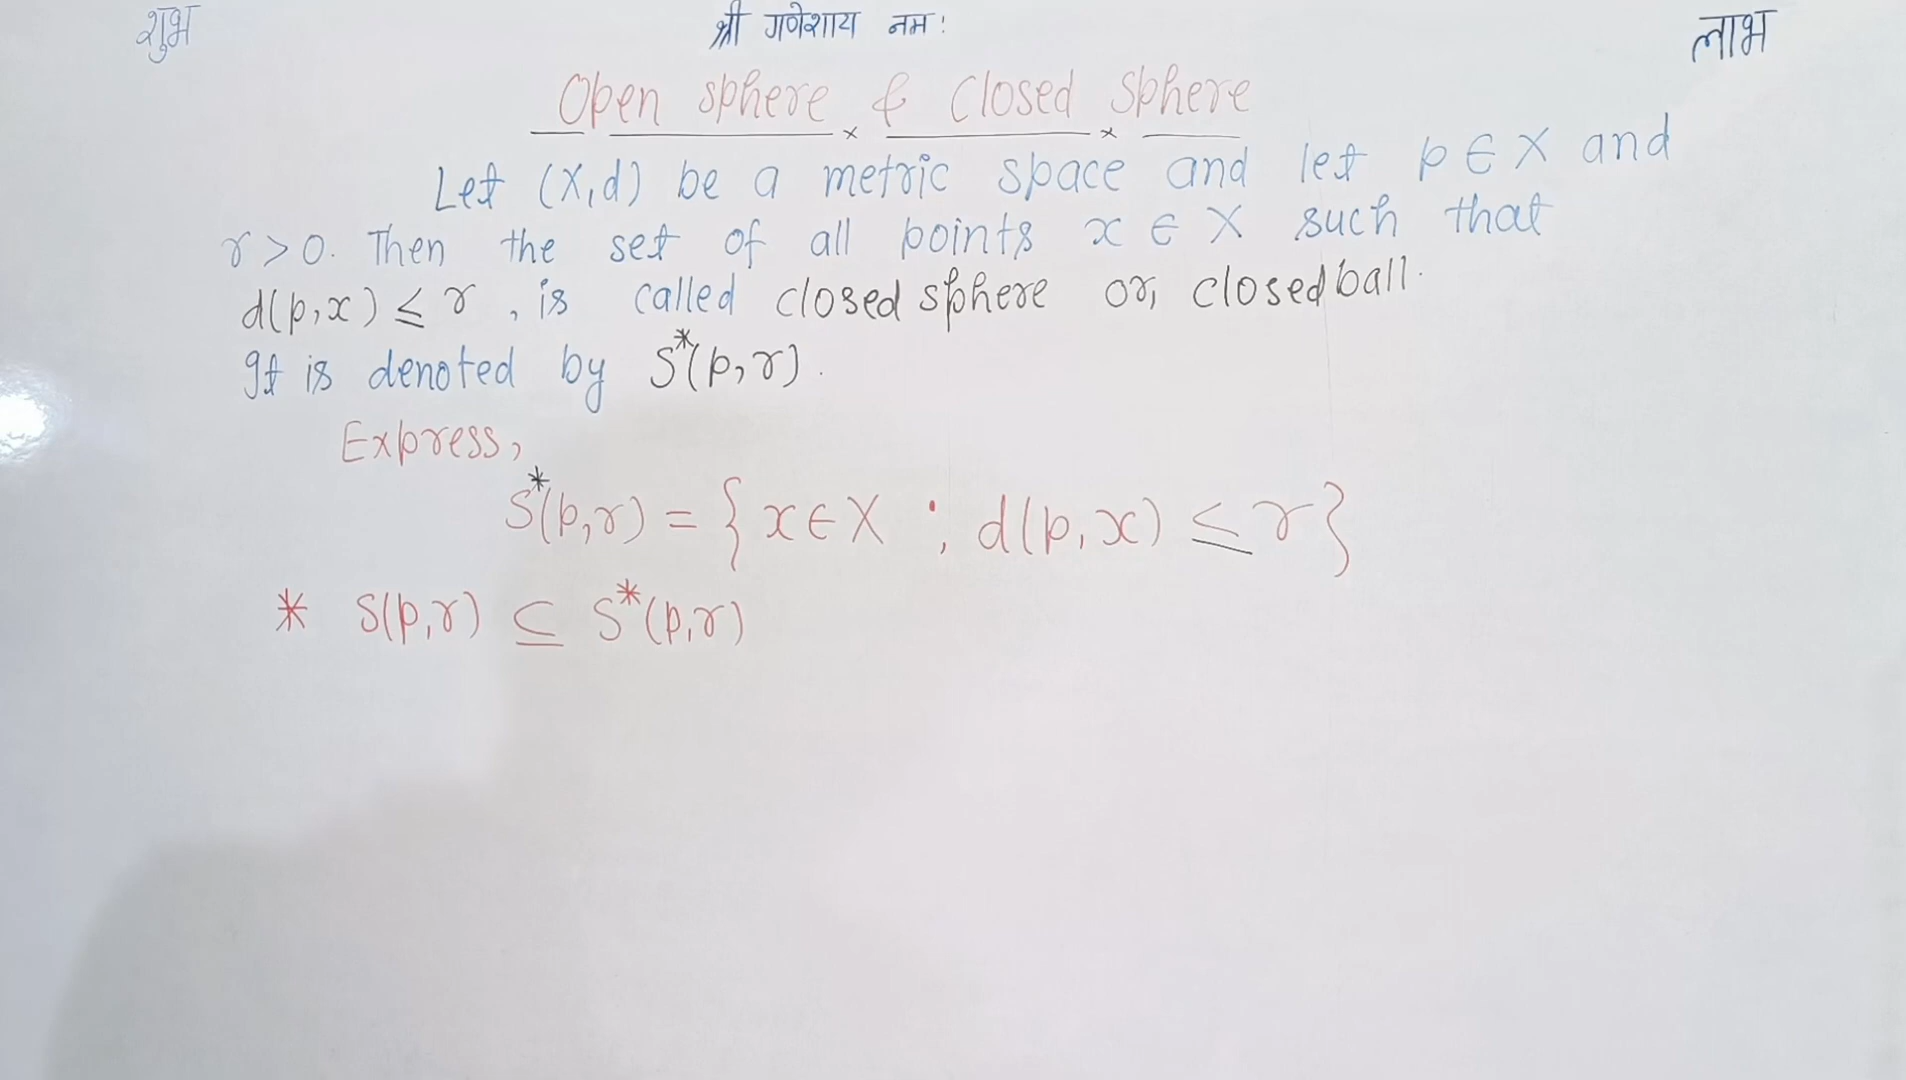 शुभ श्री गणेशाय नमः लाभ
Open sphere & Closed Sphere
Let (X,d) be a metric space and let p ∈ X and
r > 0. Then the set of all points x ∈ X such that
d(p,x) ≤ r , is called closed sphere or, closed ball.
It is denoted by S*(p,r).
Express,
S*(p,r) = { x∈X ; d(p,x) ≤ r}
* S(p,r) ⊆ S*(p,r)